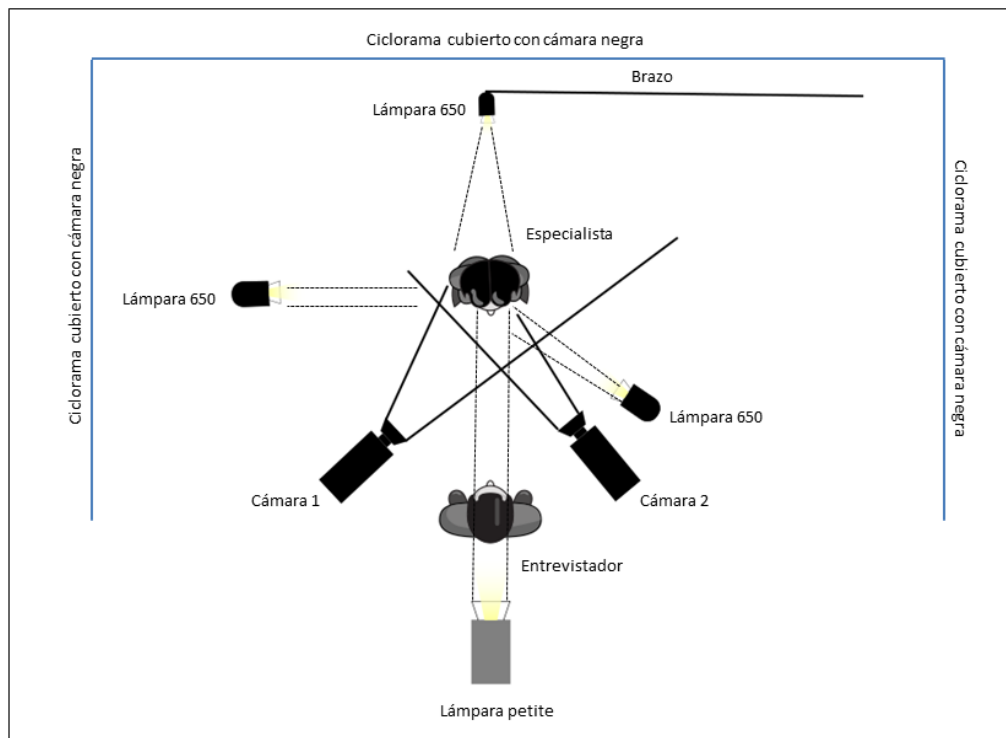 Ciclorama cubierto con cámara negra
Brazo
Lámpara 650
Ciclorama cubierto con cámara negra
Ciclorama cubierto con cámara negra
Especialista
Lámpara 650
Lámpara 650
Cámara 1
Cámara 2
Entrevistador
Lámpara petite